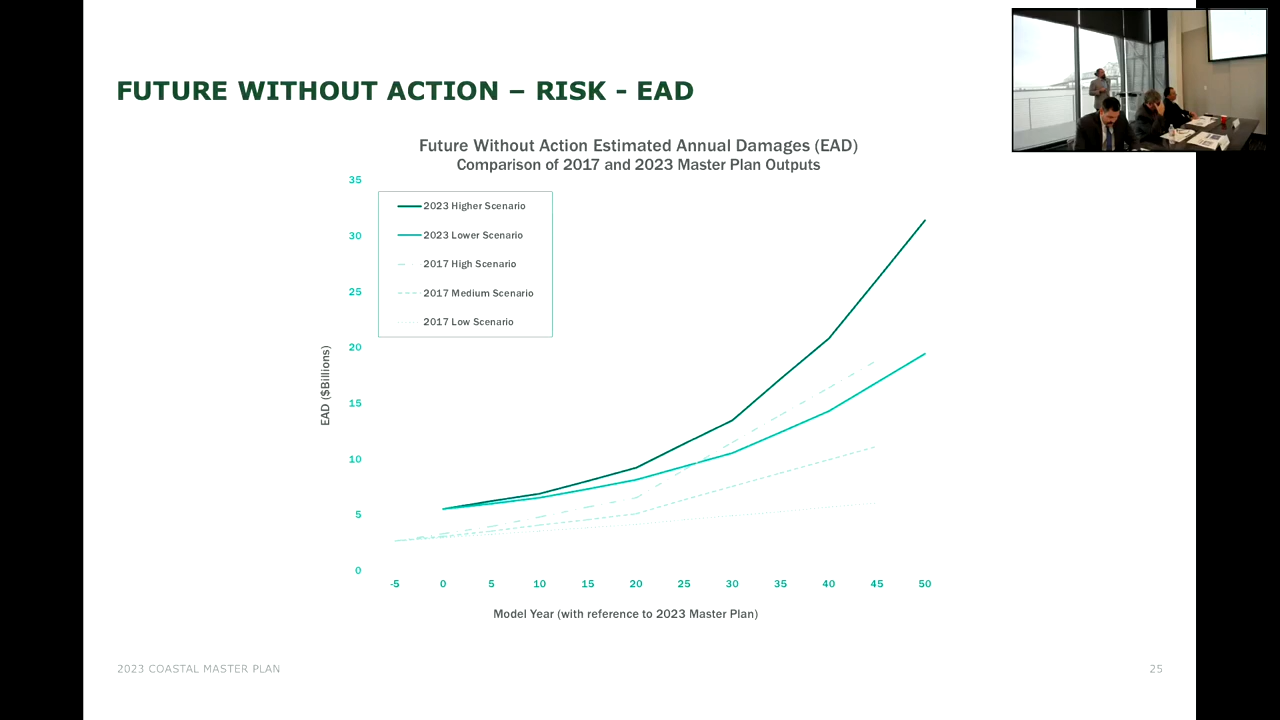 FUTURE WITHOUT ACTION – RISK - EAD
Future Without Action Estimated Annual Damages (EAD)
Comparison of 2017 and 2023 Master Plan Outputs
35
30
25
20
15
10
5
0
EAD ($Billions)
2023 Higher Scenario
2023 Lower Scenario
2017 High Scenario
2017 Medium Scenario
2017 Low Scenario
-5 0 5 10 15 20 25 30 35 40 45 50
Model Year (with reference to 2023 Master Plan)
2023 COASTAL MASTER PLAN
25